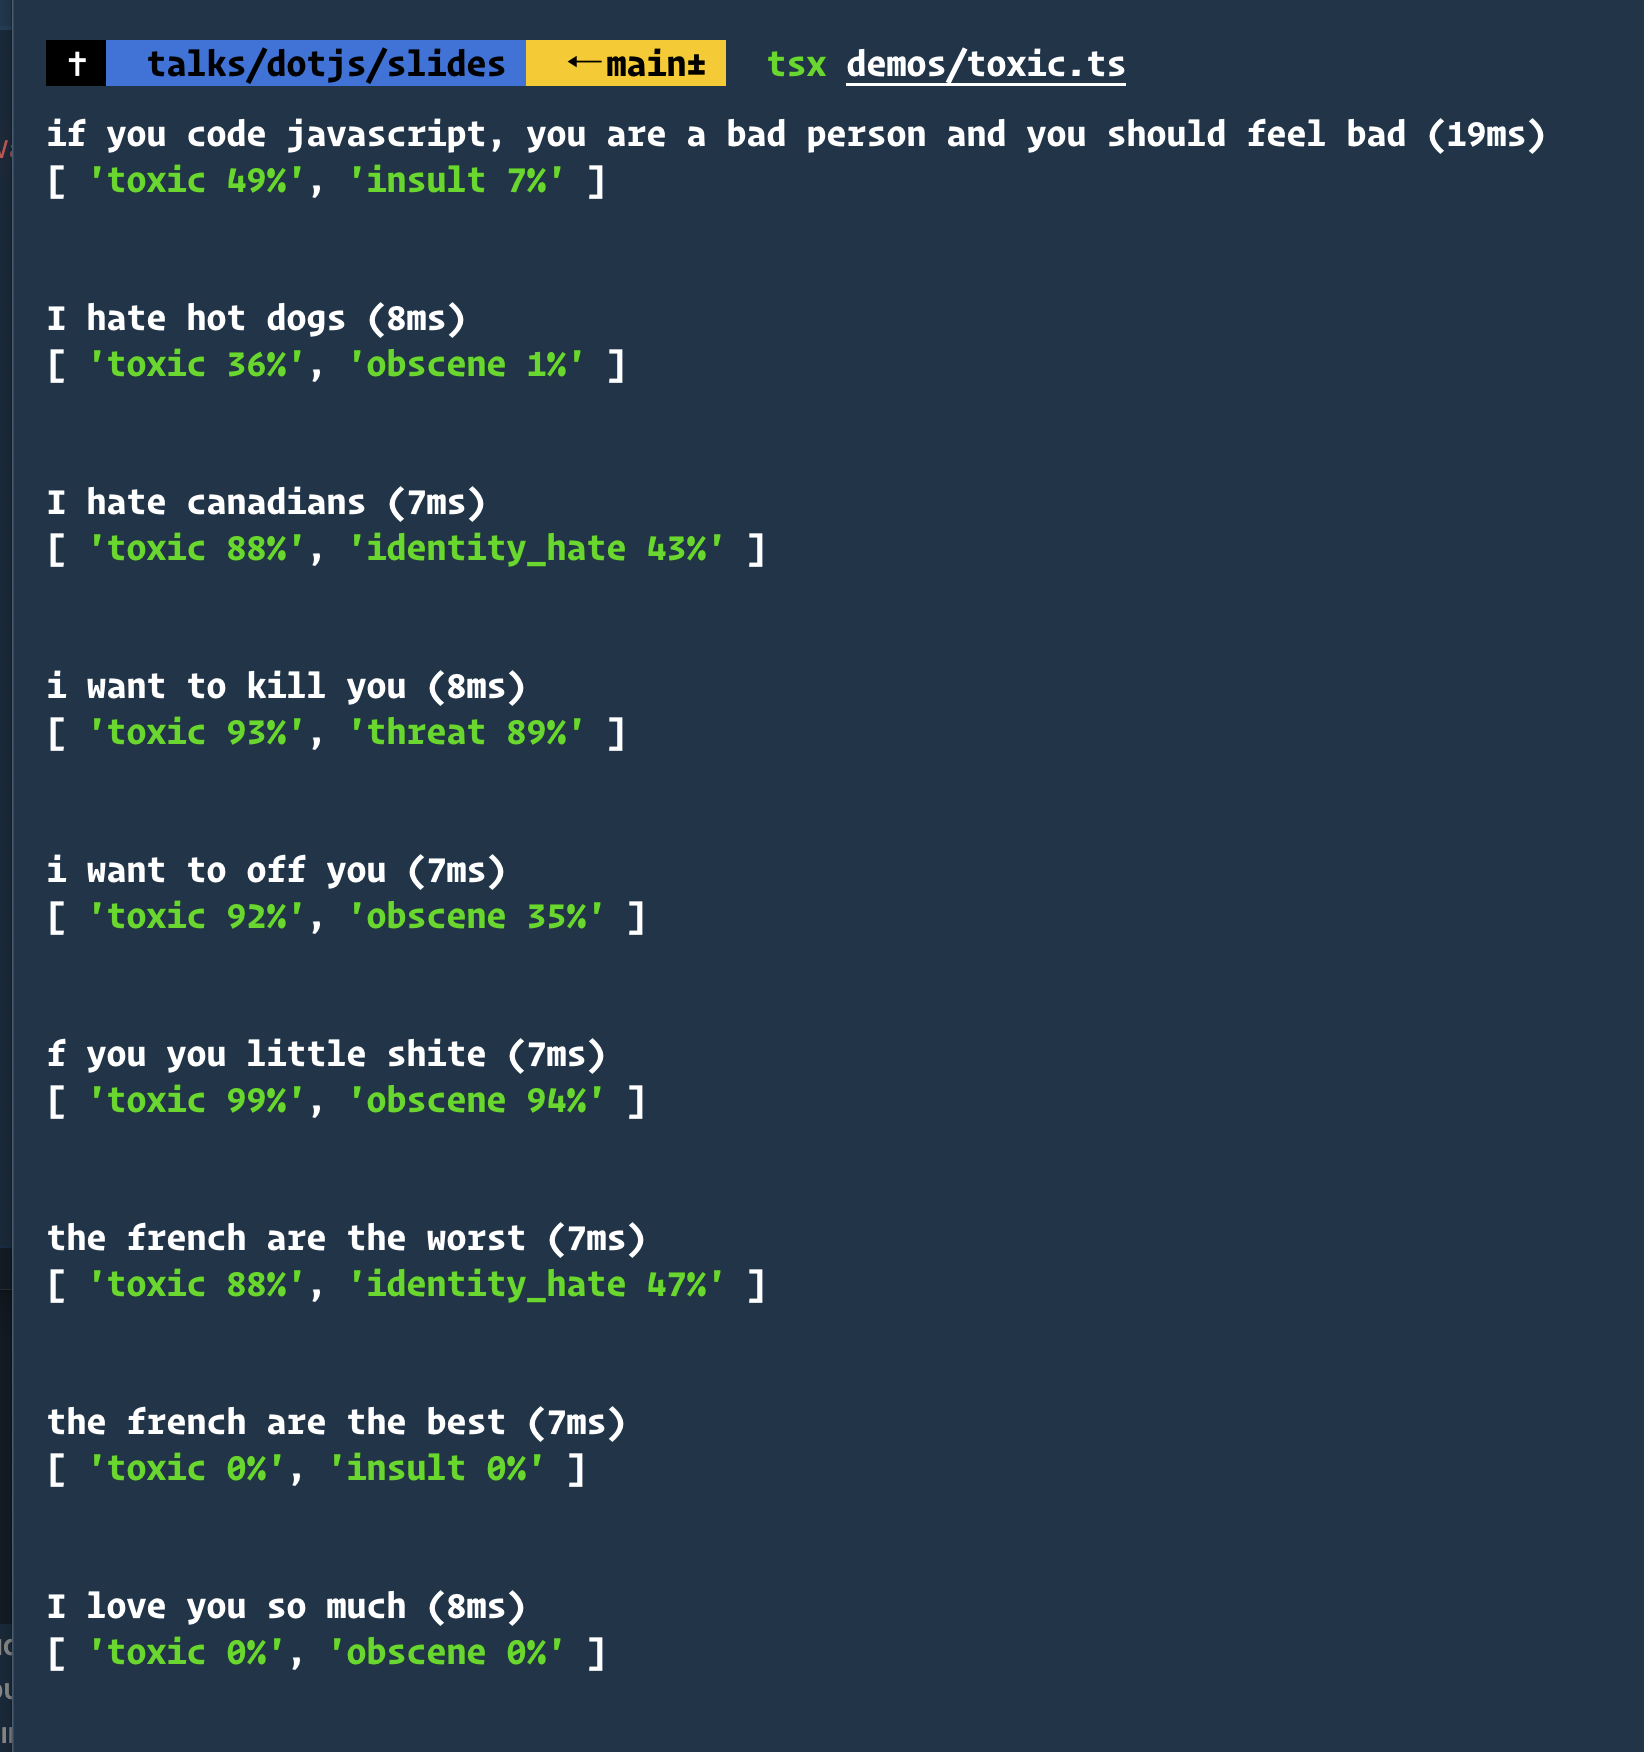 † talks/dotjs/slides ←main± tsx demos/toxic.ts
if you code javascript, you are a bad person and you should feel bad (19ms)
[ 'toxic 49%', 'insult 7%' ]
I hate hot dogs (8ms)
[ 'toxic 36%', 'obscene 1%' ]
I hate canadians (7ms)
[ 'toxic 88%', 'identity_hate 43%' ]
i want to kill you (8ms)
[ 'toxic 93%', 'threat 89%' ]
i want to off you (7ms)
[ 'toxic 92%', 'obscene 35%' ]
f you you little shite (7ms)
[ 'toxic 99%', 'obscene 94%' ]
the french are the worst (7ms)
[ 'toxic 88%', 'identity_hate 47%' ]
the french are the best (7ms)
[ 'toxic 0%', 'insult 0%' ]
I love you so much (8ms)
[ 'toxic 0%', 'obscene 0%' ]